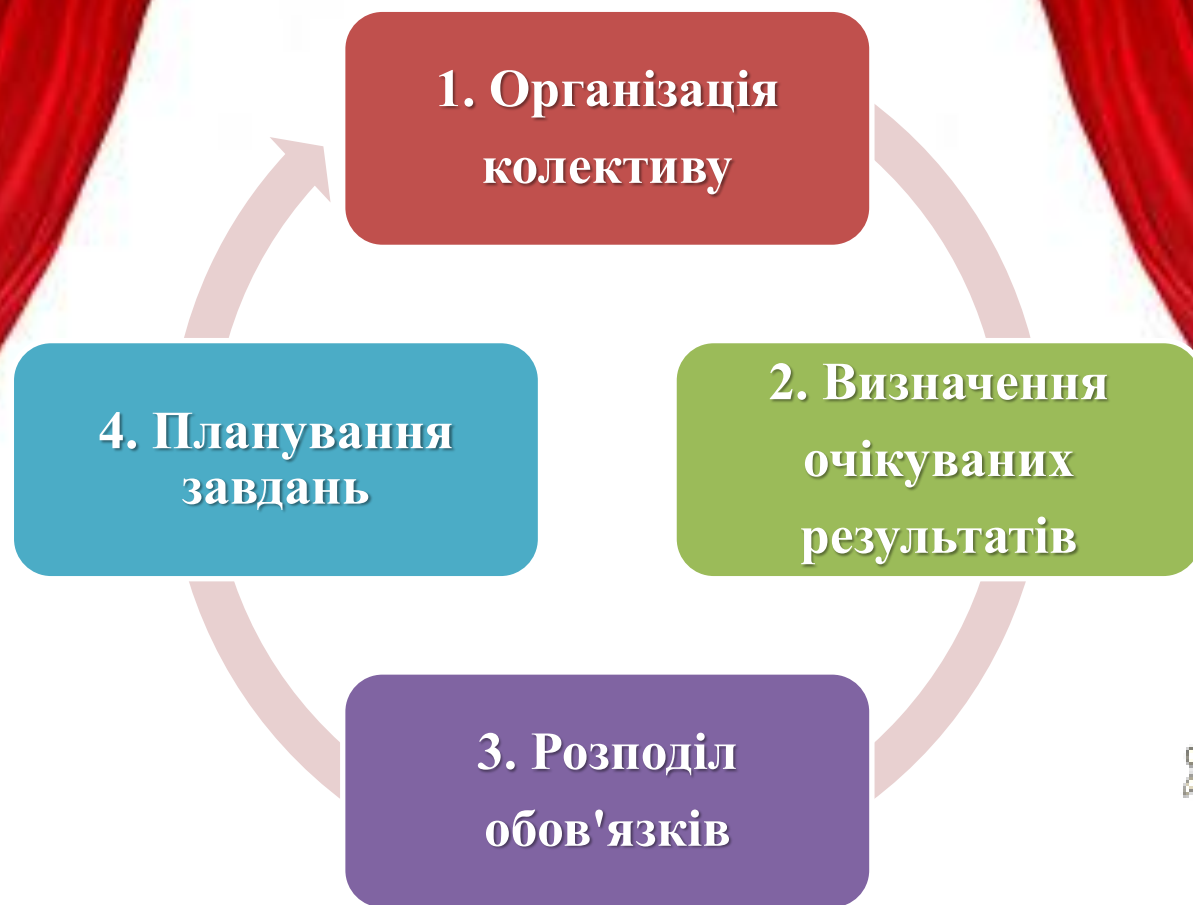 1. Організація
колективу
2. Визначення
очікуваних
результатів
3. Розподіл
обов'язків
4. Планування
завдань